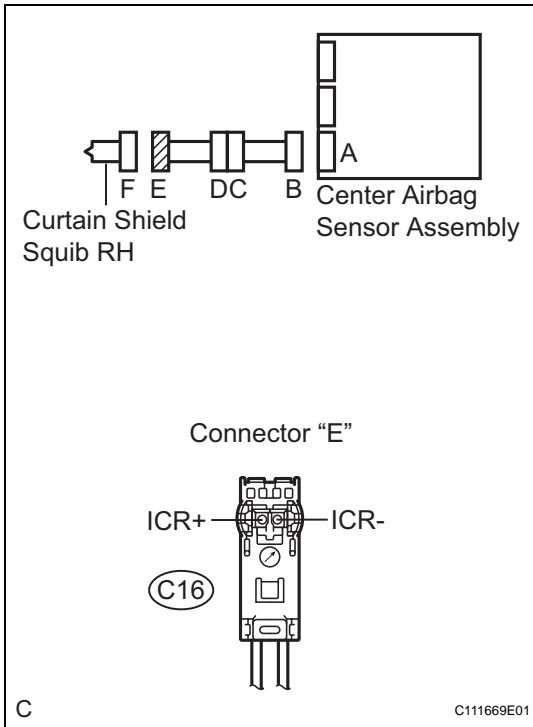 A
F E DC B
Center Airbag
Sensor Assembly
Curtain Shield
Squib RH
Connector “E”
ICR+ ICR-
C16
C C111669E01